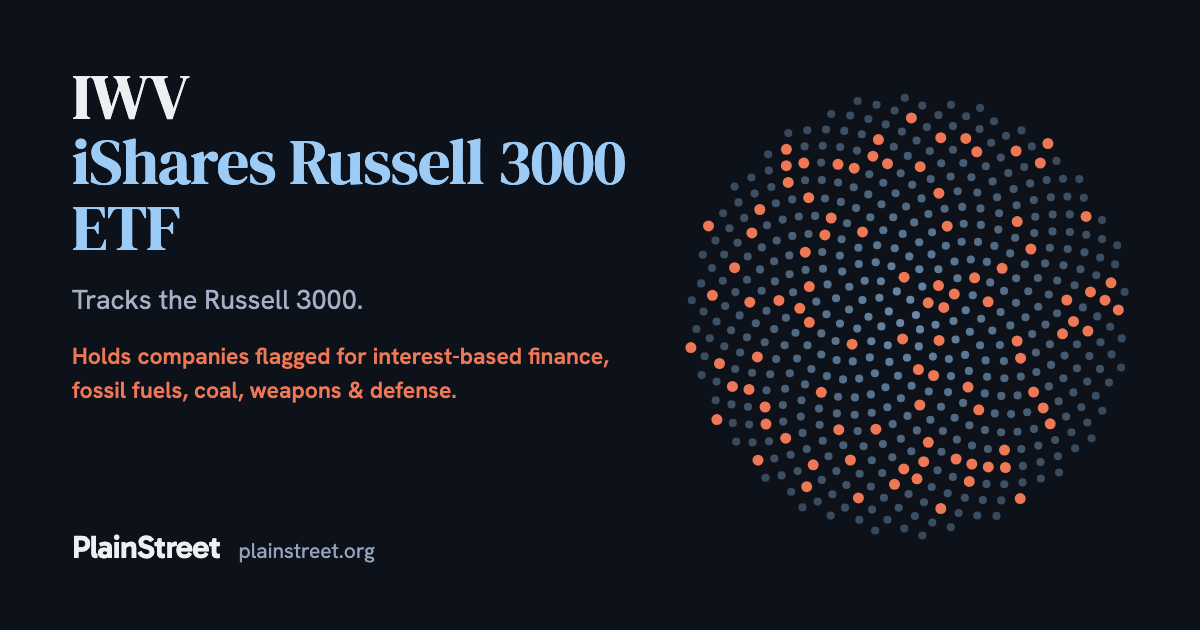 IWV
iShares Russell 3000
ETF
Tracks the Russell 3000.
Holds companies flagged for interest-based finance,
fossil fuels, coal, weapons & defense.
PlainStreet plainstreet.org